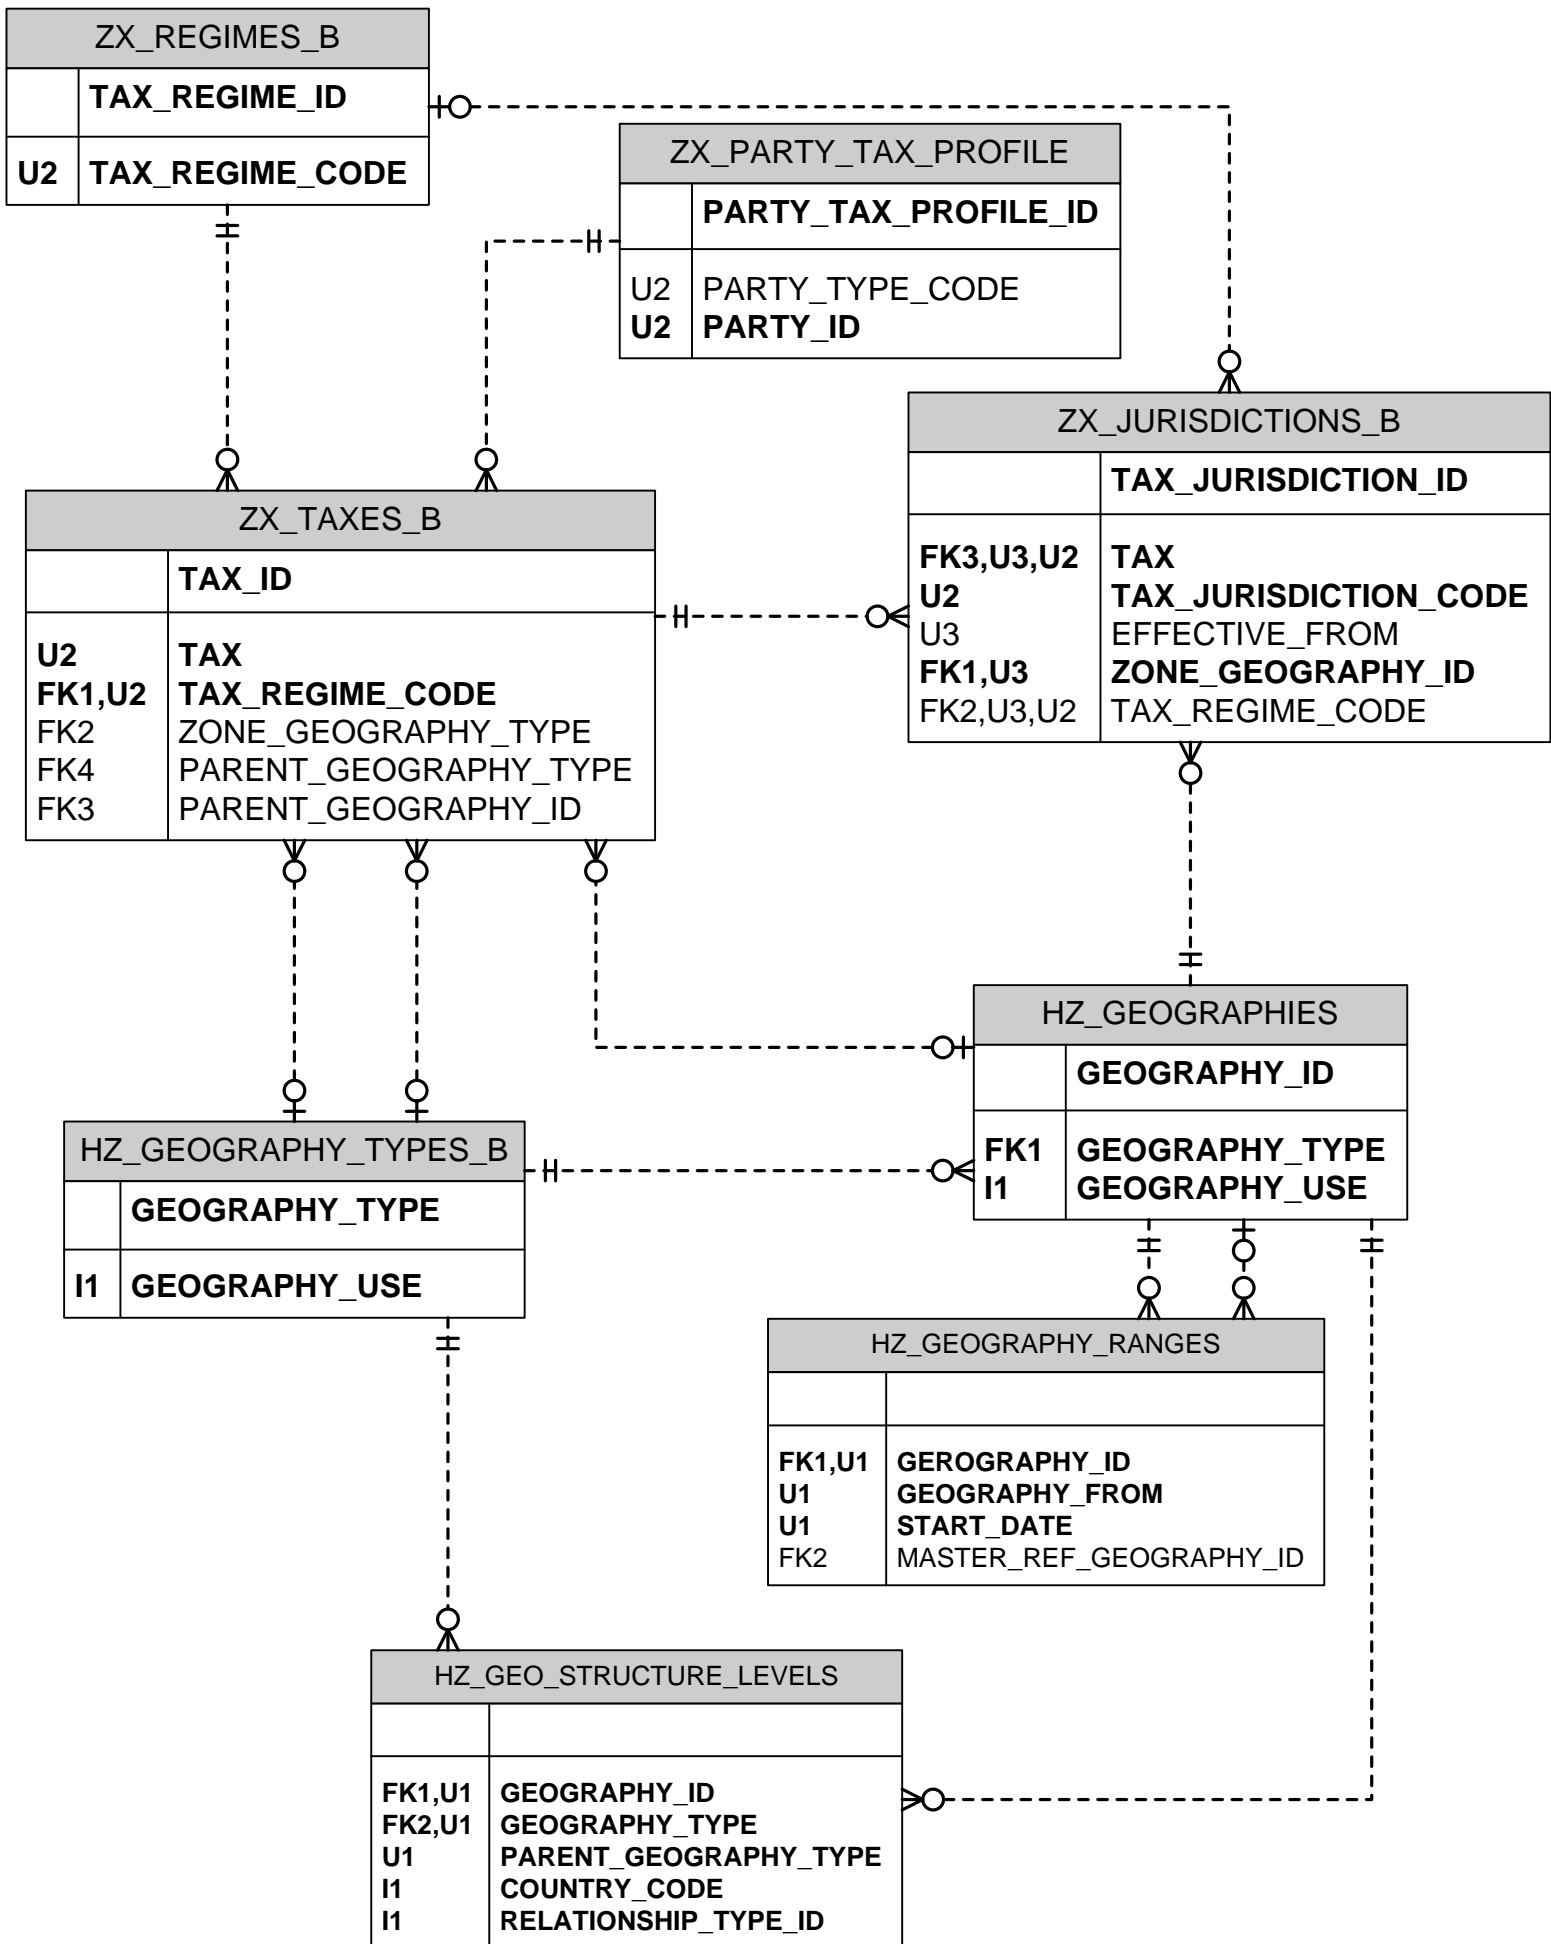 ZX_REGIMES_B
TAX_REGIME_ID
U2 TAX_REGIME_CODE
ZX_PARTY_TAX_PROFILE
PARTY_TAX_PROFILE_ID
U2 PARTY_TYPE_CODE
U2 PARTY_ID
ZX_JURISDICTIONS_B
TAX_JURISDICTION_ID
FK3,U3,U2 TAX
U2 TAX_JURISDICTION_CODE
U3 EFFECTIVE_FROM
FK1,U3 ZONE_GEOGRAPHY_ID
FK2,U3,U2 TAX_REGIME_CODE
ZX_TAXES_B
TAX_ID
U2 TAX
FK1,U2 TAX_REGIME_CODE
FK2 ZONE_GEOGRAPHY_TYPE
FK4 PARENT_GEOGRAPHY_TYPE
FK3 PARENT_GEOGRAPHY_ID
HZ_GEOGRAPHIES
GEOGRAPHY_ID
FK1 GEOGRAPHY_TYPE
I1 GEOGRAPHY_USE
HZ_GEOGRAPHY_TYPES_B
GEOGRAPHY_TYPE
I1 GEOGRAPHY_USE
HZ_GEOGRAPHY_RANGES
FK1,U1 GEROGRAPHY_ID
U1 GEOGRAPHY_FROM
U1 START_DATE
FK2 MASTER_REF_GEOGRAPHY_ID
HZ_GEO_STRUCTURE_LEVELS
FK1,U1 GEOGRAPHY_ID
FK2,U1 GEOGRAPHY_TYPE
U1 PARENT_GEOGRAPHY_TYPE
I1 COUNTRY_CODE
I1 RELATIONSHIP_TYPE_ID